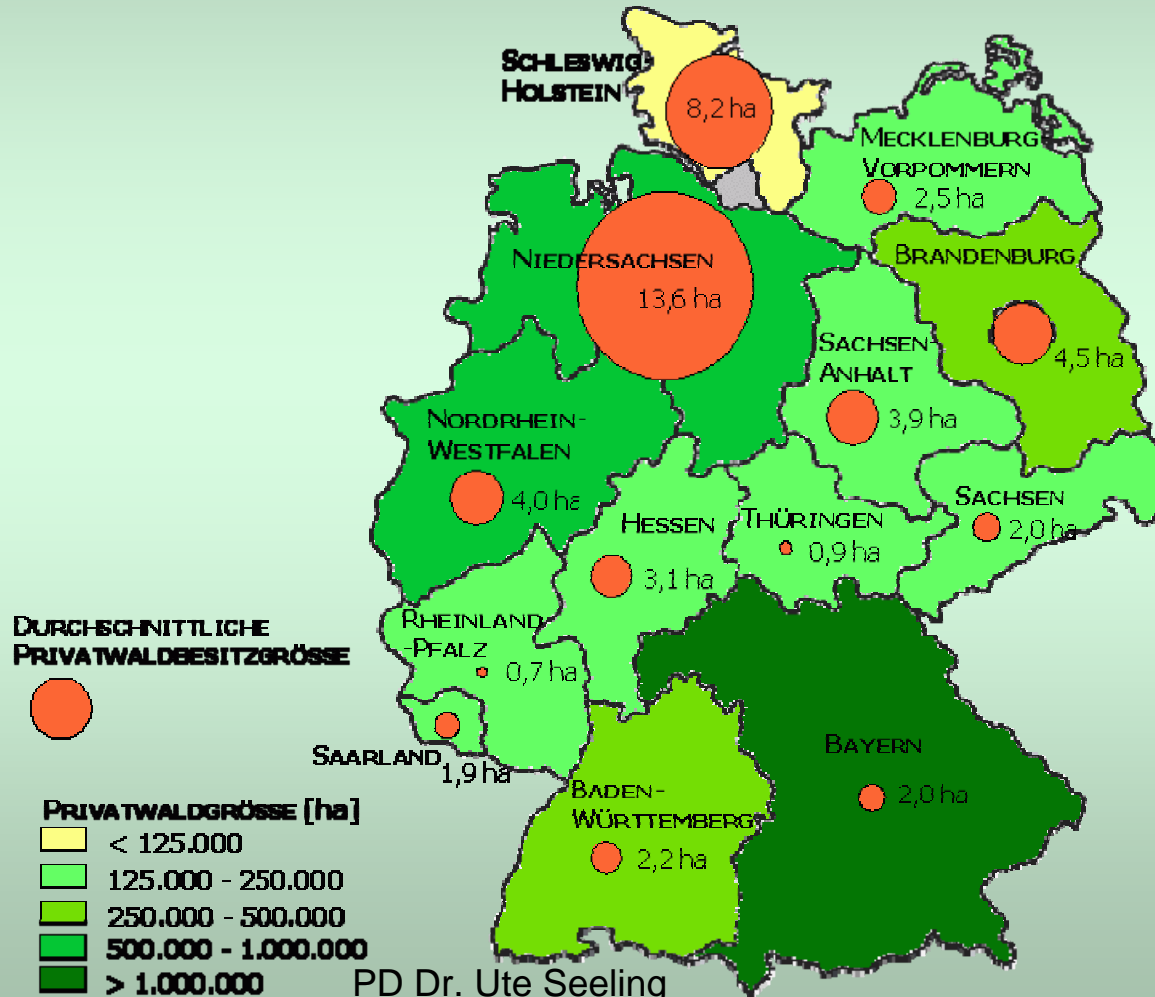 SCHLESWIG-
HOLSTEIN
8,2 ha
MECKLENBURG-
VORPOMMERN
2,5 ha
NIEDERSACHSEN
13,6 ha
BRANDENBURG
4,5 ha
SACHSEN-
ANHALT
3,9 ha
NORDRHEIN-
WESTFALEN
4,0 ha
HESSEN
3,1 ha
THÜRINGEN
0,9 ha
SACHSEN
2,0 ha
RHEINLAND
-PFALZ
0,7 ha
SAARLAND
1,9 ha
BADEN-
WÜRTTEMBERG
2,2 ha
BAYERN
2,0 ha
DURCHSCHNITTLICHE
PRIVATWALDBESITZGRÖSSE
PRIVATWALDGRÖSSE [ha]
< 125.000
125.000 - 250.000
250.000 - 500.000
500.000 - 1.000.000
> 1.000.000
PD Dr. Ute Seeling